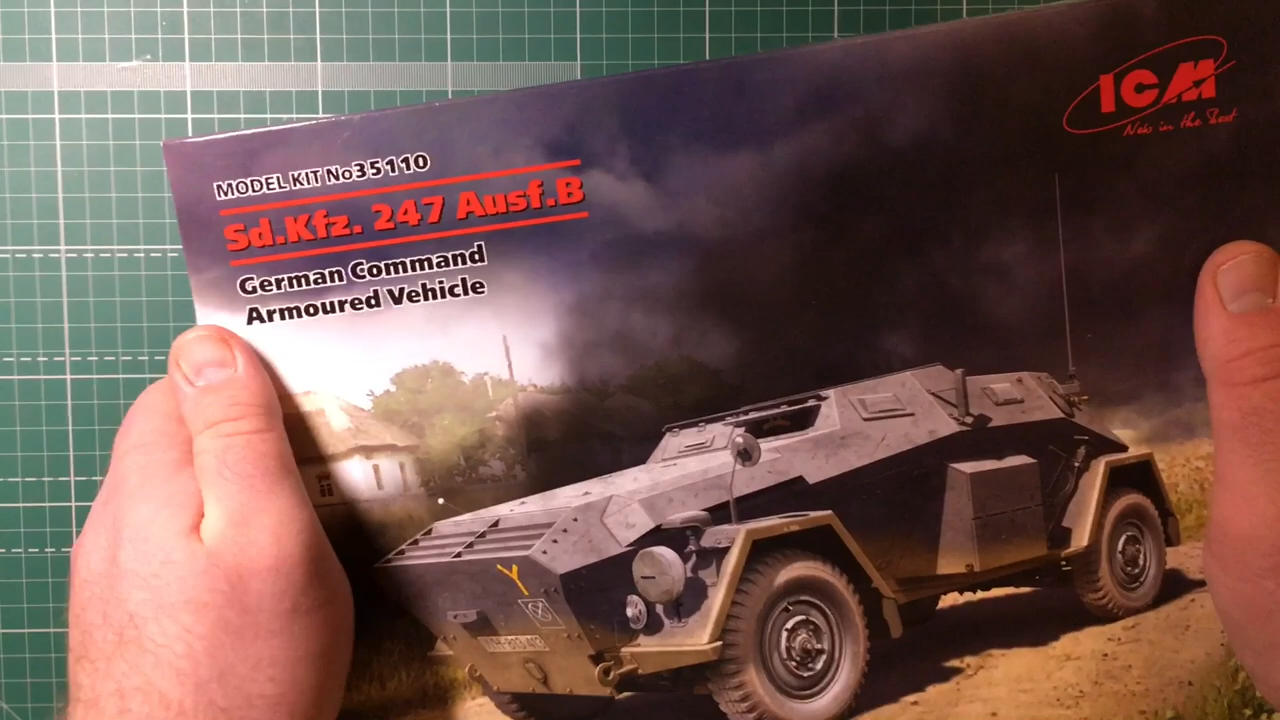 ICM
New in the Best
MODEL KIT No35110
Sd.Kfz. 247 Ausf.B
German Command
Armoured Vehicle
Y